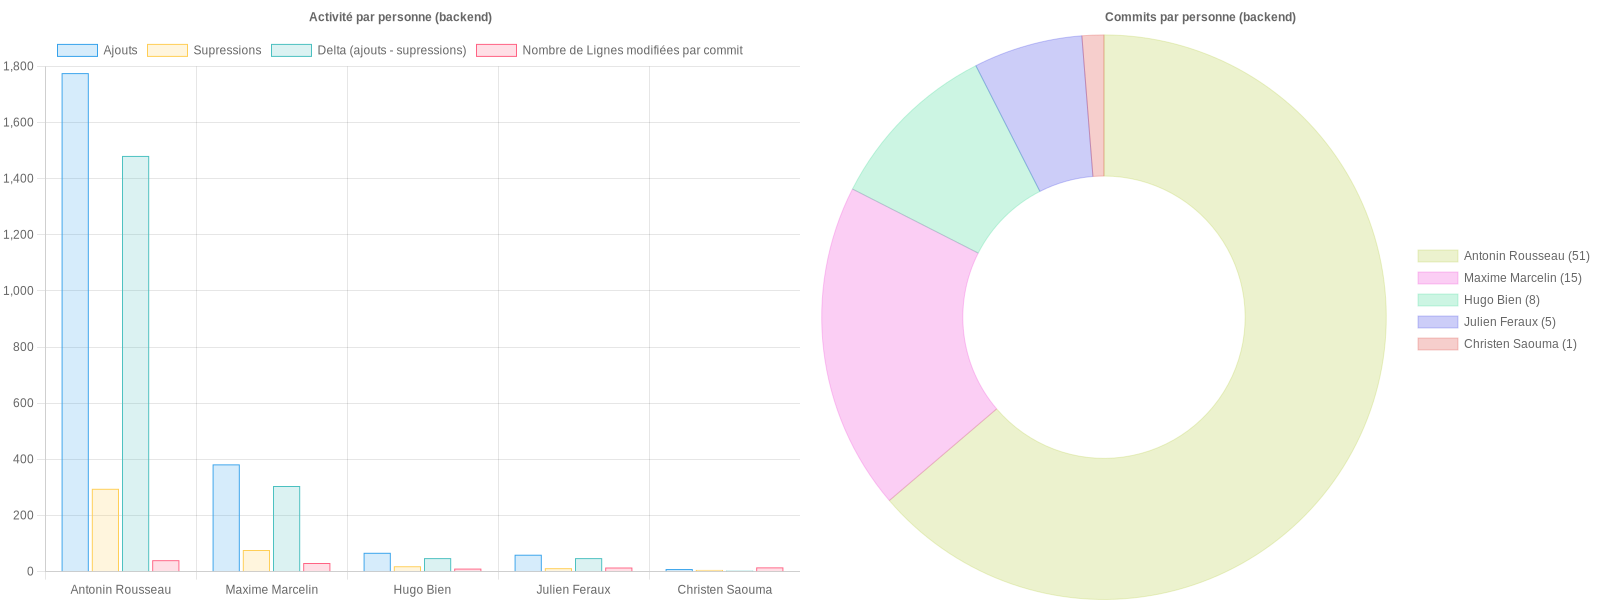 Activité par personne (backend)
Ajouts
Supressions
Delta (ajouts - supressions)
Nombre de Lignes modifiées par commit
1,800
1,600
1,400
1,200
1,000
800
600
400
200
0
Antonin Rousseau
Maxime Marcelin
Hugo Bien
Julien Feraux
Christen Saouma
Commits par personne (backend)
Antonin Rousseau (51)
Maxime Marcelin (15)
Hugo Bien (8)
Julien Feraux (5)
Christen Saouma (1)